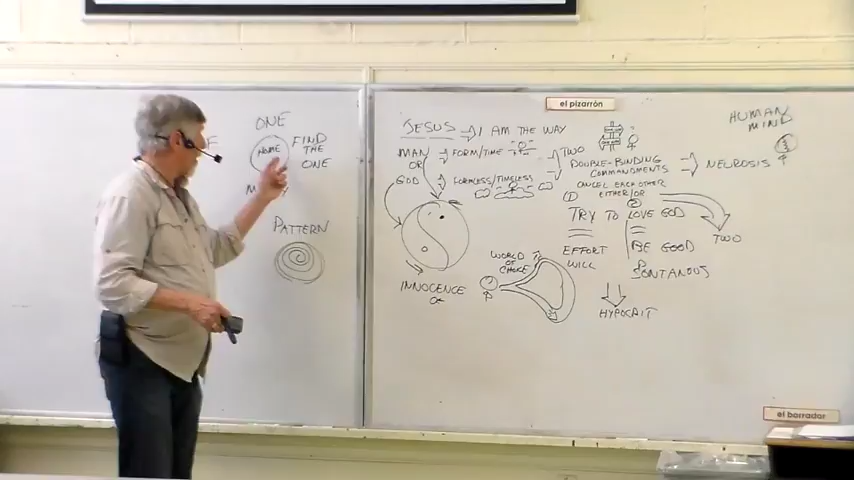 ONE
NAME
FIND
THE
ONE
PATTERN
el pizarrón
JESUS ⇒ I AM THE WAY
MAN ⇒ FORM/TIME
OR
GOD ⇒ FORMLESS/TIMELESS
TWO
DOUBLE-BINDING
COMMANDMENTS ⇒ NEUROSIS
CANCEL EACH OTHER
EITHER/OR
TRY TO LOVE GOD
TWO
EFFORT
WILL
BE GOOD
SPONTANOUS
HYPOCRIT
WORLD
OF
CHOICE
INNOCENCE
OF
HUMAN
MIND
el borrador